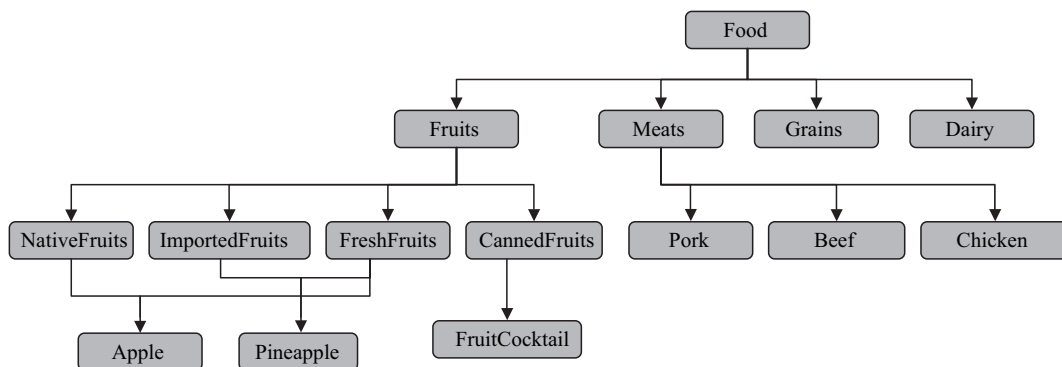 Food
Fruits
Meats
Grains
Dairy
NativeFruits
ImportedFruits
FreshFruits
CannedFruits
Pork
Beef
Chicken
Apple
Pineapple
FruitCocktail